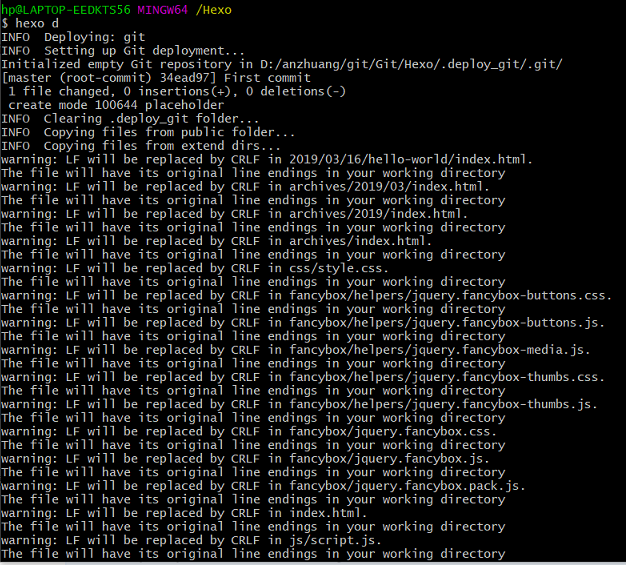 hp@LAPTOP-EEDKTS56 MINGW64 /Hexo
$ hexo d
INFO  Deploying: git
INFO  Setting up Git deployment...
Initialized empty Git repository in D:/anzhuang/git/Git/Hexo/.deploy_git/.git/
[master (root-commit) 34ead97] First commit
 1 file changed, 0 insertions(+), 0 deletions(-)
 create mode 100644 placeholder
INFO  Clearing .deploy_git folder...
INFO  Copying files from public folder...
INFO  Copying files from extend dirs...
warning: LF will be replaced by CRLF in 2019/03/16/hello-world/index.html.
The file will have its original line endings in your working directory
warning: LF will be replaced by CRLF in archives/2019/03/index.html.
The file will have its original line endings in your working directory
warning: LF will be replaced by CRLF in archives/2019/index.html.
The file will have its original line endings in your working directory
warning: LF will be replaced by CRLF in archives/index.html.
The file will have its original line endings in your working directory
warning: LF will be replaced by CRLF in css/style.css.
The file will have its original line endings in your working directory
warning: LF will be replaced by CRLF in fancybox/helpers/jquery.fancybox-buttons.css.
The file will have its original line endings in your working directory
warning: LF will be replaced by CRLF in fancybox/helpers/jquery.fancybox-buttons.js.
The file will have its original line endings in your working directory
warning: LF will be replaced by CRLF in fancybox/helpers/jquery.fancybox-media.js.
The file will have its original line endings in your working directory
warning: LF will be replaced by CRLF in fancybox/helpers/jquery.fancybox-thumbs.css.
The file will have its original line endings in your working directory
warning: LF will be replaced by CRLF in fancybox/helpers/jquery.fancybox-thumbs.js.
The file will have its original line endings in your working directory
warning: LF will be replaced by CRLF in fancybox/jquery.fancybox.css.
The file will have its original line endings in your working directory
warning: LF will be replaced by CRLF in fancybox/jquery.fancybox.js.
The file will have its original line endings in your working directory
warning: LF will be replaced by CRLF in fancybox/jquery.fancybox.pack.js.
The file will have its original line endings in your working directory
warning: LF will be replaced by CRLF in index.html.
The file will have its original line endings in your working directory
warning: LF will be replaced by CRLF in js/script.js.
The file will have its original line endings in your working directory